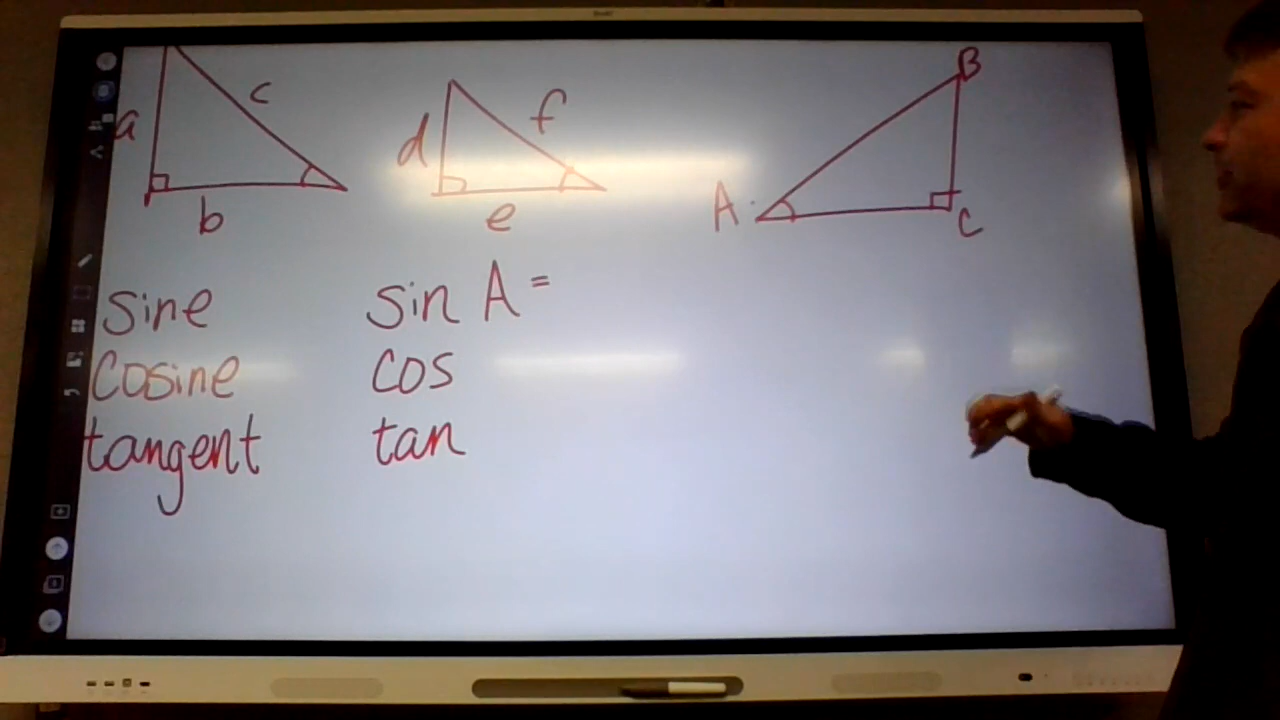 a c
b
d f
e
A B C
sine sin A =
cosine cos
tangent tan